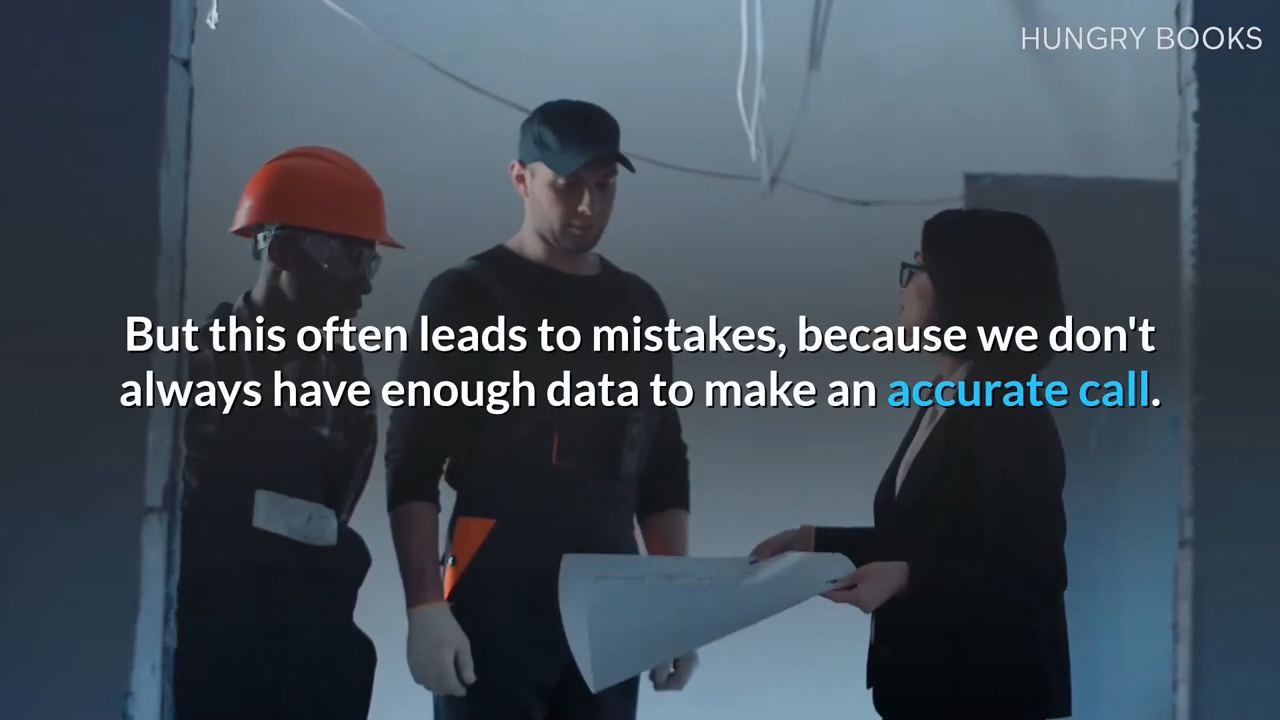 HUNGRY BOOKS
But this often leads to mistakes, because we don't
always have enough data to make an accurate call.